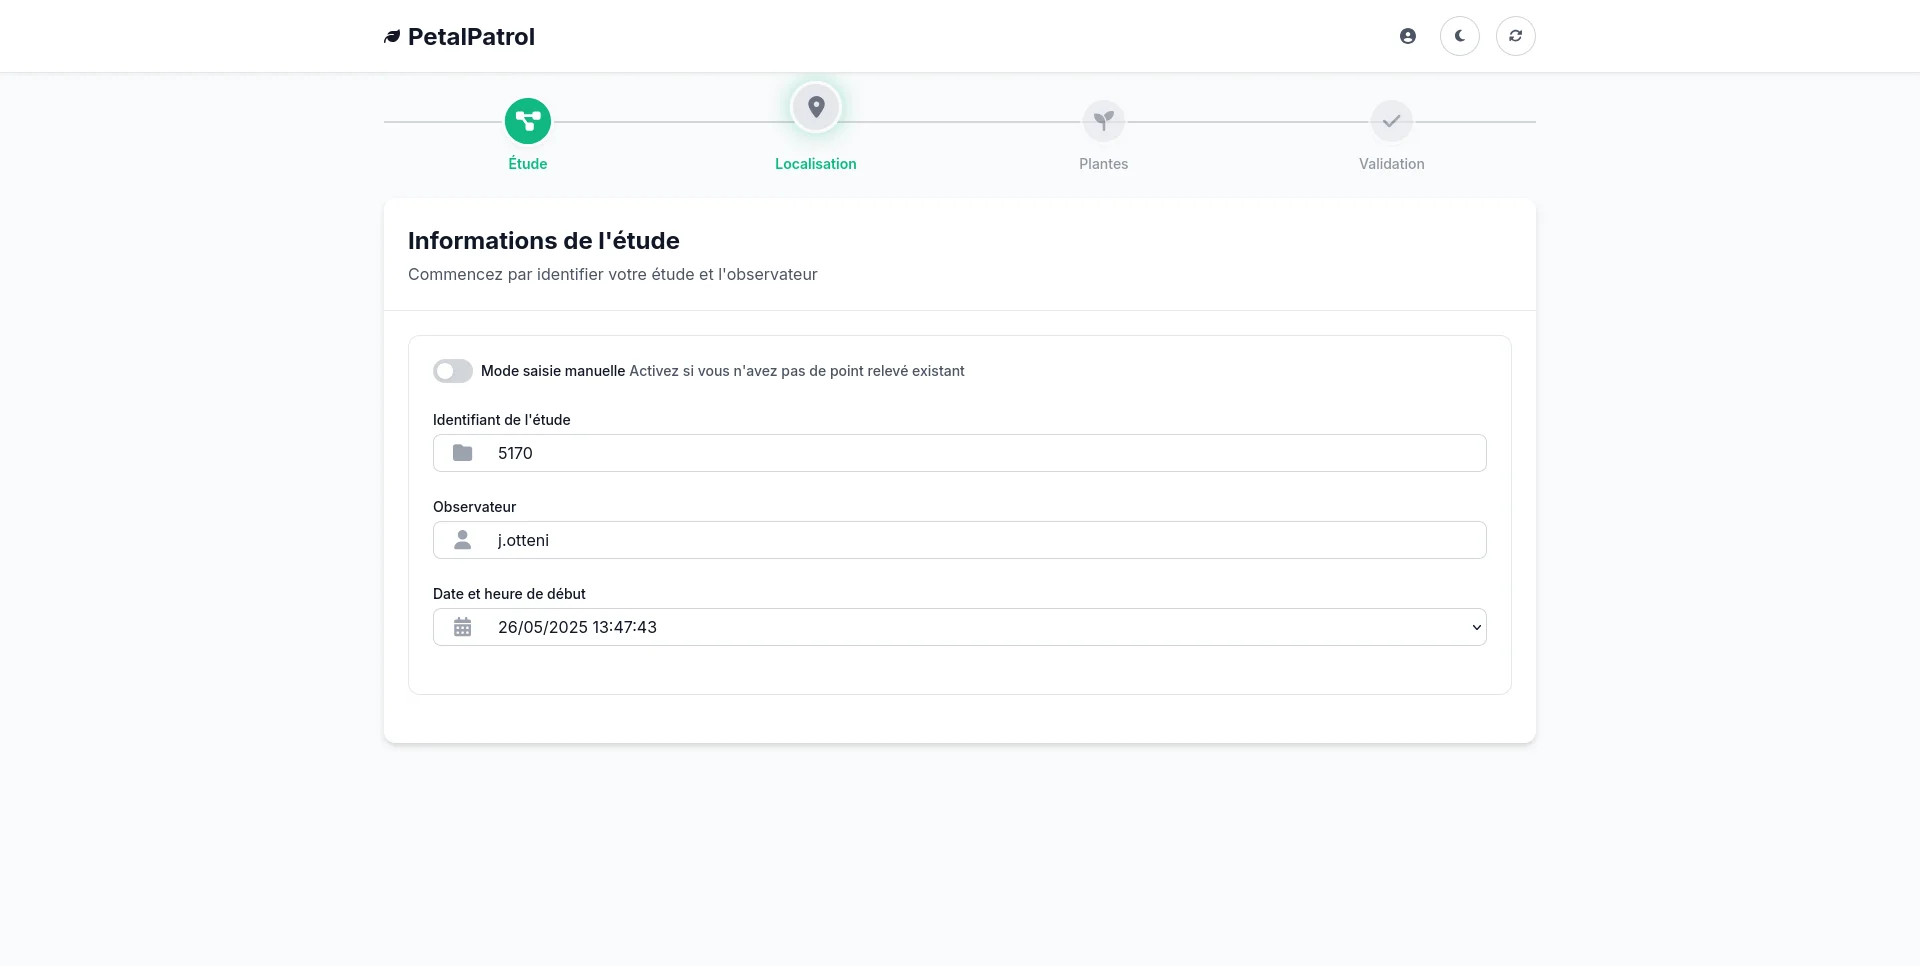 PetalPatrol
Étude
Localisation
Plantes
Validation
Informations de l'étude
Commencez par identifier votre étude et l'observateur
Mode saisie manuelle Activez si vous n'avez pas de point relevé existant
Identifiant de l'étude
5170
Observateur
j.otteni
Date et heure de début
26/05/2025 13:47:43